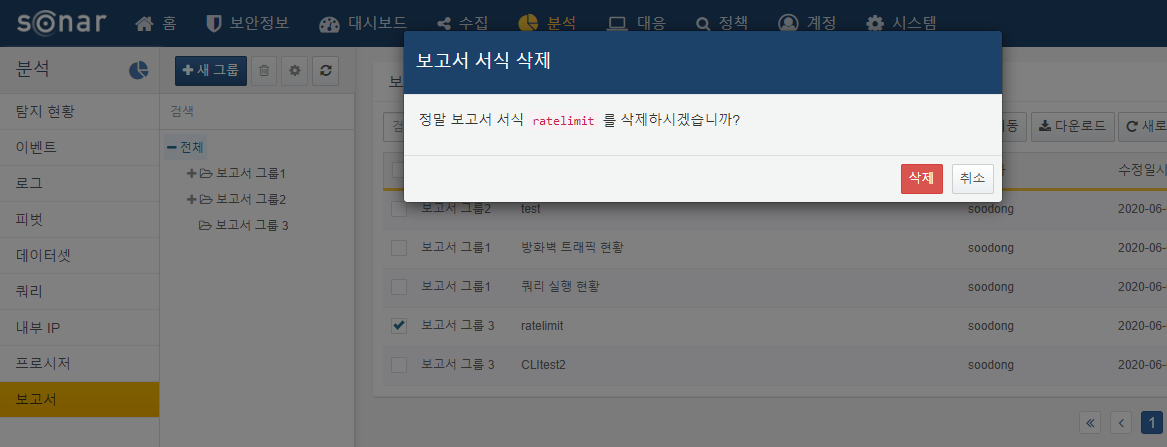 sonar 홈 보안정보 대시보드 수집 분석 대응 정책 계정 시스템
분석
새 그룹
탐지 현황
이벤트
로그
피벗
데이터셋
쿼리
내부 IP
프로시저
보고서
검색
전체
보고서 그룹1
보고서 그룹2
보고서 그룹 3
보고서 서식 삭제
정말 보고서 서식 ratelimit 를 삭제하시겠습니까?
삭제 취소
다운로드
수정일시
보고서 그룹2 test soodong 2020-06-
보고서 그룹1 방화벽 트래픽 현황 soodong 2020-06-
보고서 그룹1 쿼리 실행 현황 soodong 2020-06-
보고서 그룹 3 ratelimit soodong 2020-06-
보고서 그룹 3 CLItest2 soodong 2020-06-
« ‹ 1